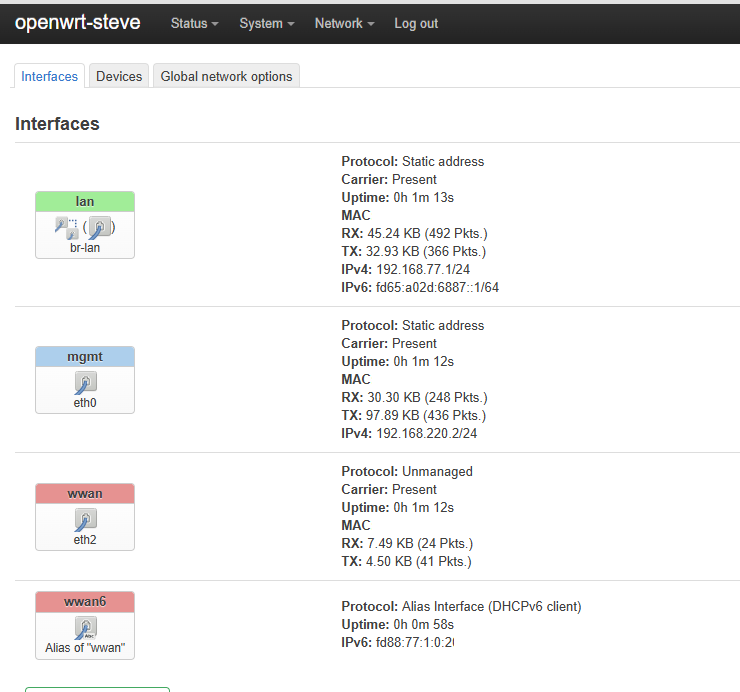 openwrt-steve Status System Network Log out
Interfaces Devices Global network options
Interfaces
lan
( )
br-lan
Protocol: Static address
Carrier: Present
Uptime: 0h 1m 13s
MAC
RX: 45.24 KB (492 Pkts.)
TX: 32.93 KB (366 Pkts.)
IPv4: 192.168.77.1/24
IPv6: fd65:a02d:6887::1/64
mgmt
eth0
Protocol: Static address
Carrier: Present
Uptime: 0h 1m 12s
MAC
RX: 30.30 KB (248 Pkts.)
TX: 97.89 KB (436 Pkts.)
IPv4: 192.168.220.2/24
wwan
eth2
Protocol: Unmanaged
Carrier: Present
Uptime: 0h 1m 12s
MAC
RX: 7.49 KB (24 Pkts.)
TX: 4.50 KB (41 Pkts.)
wwan6
Abc
Alias of "wwan"
Protocol: Alias Interface (DHCPv6 client)
Uptime: 0h 0m 58s
IPv6: fd88:77:1:0:2